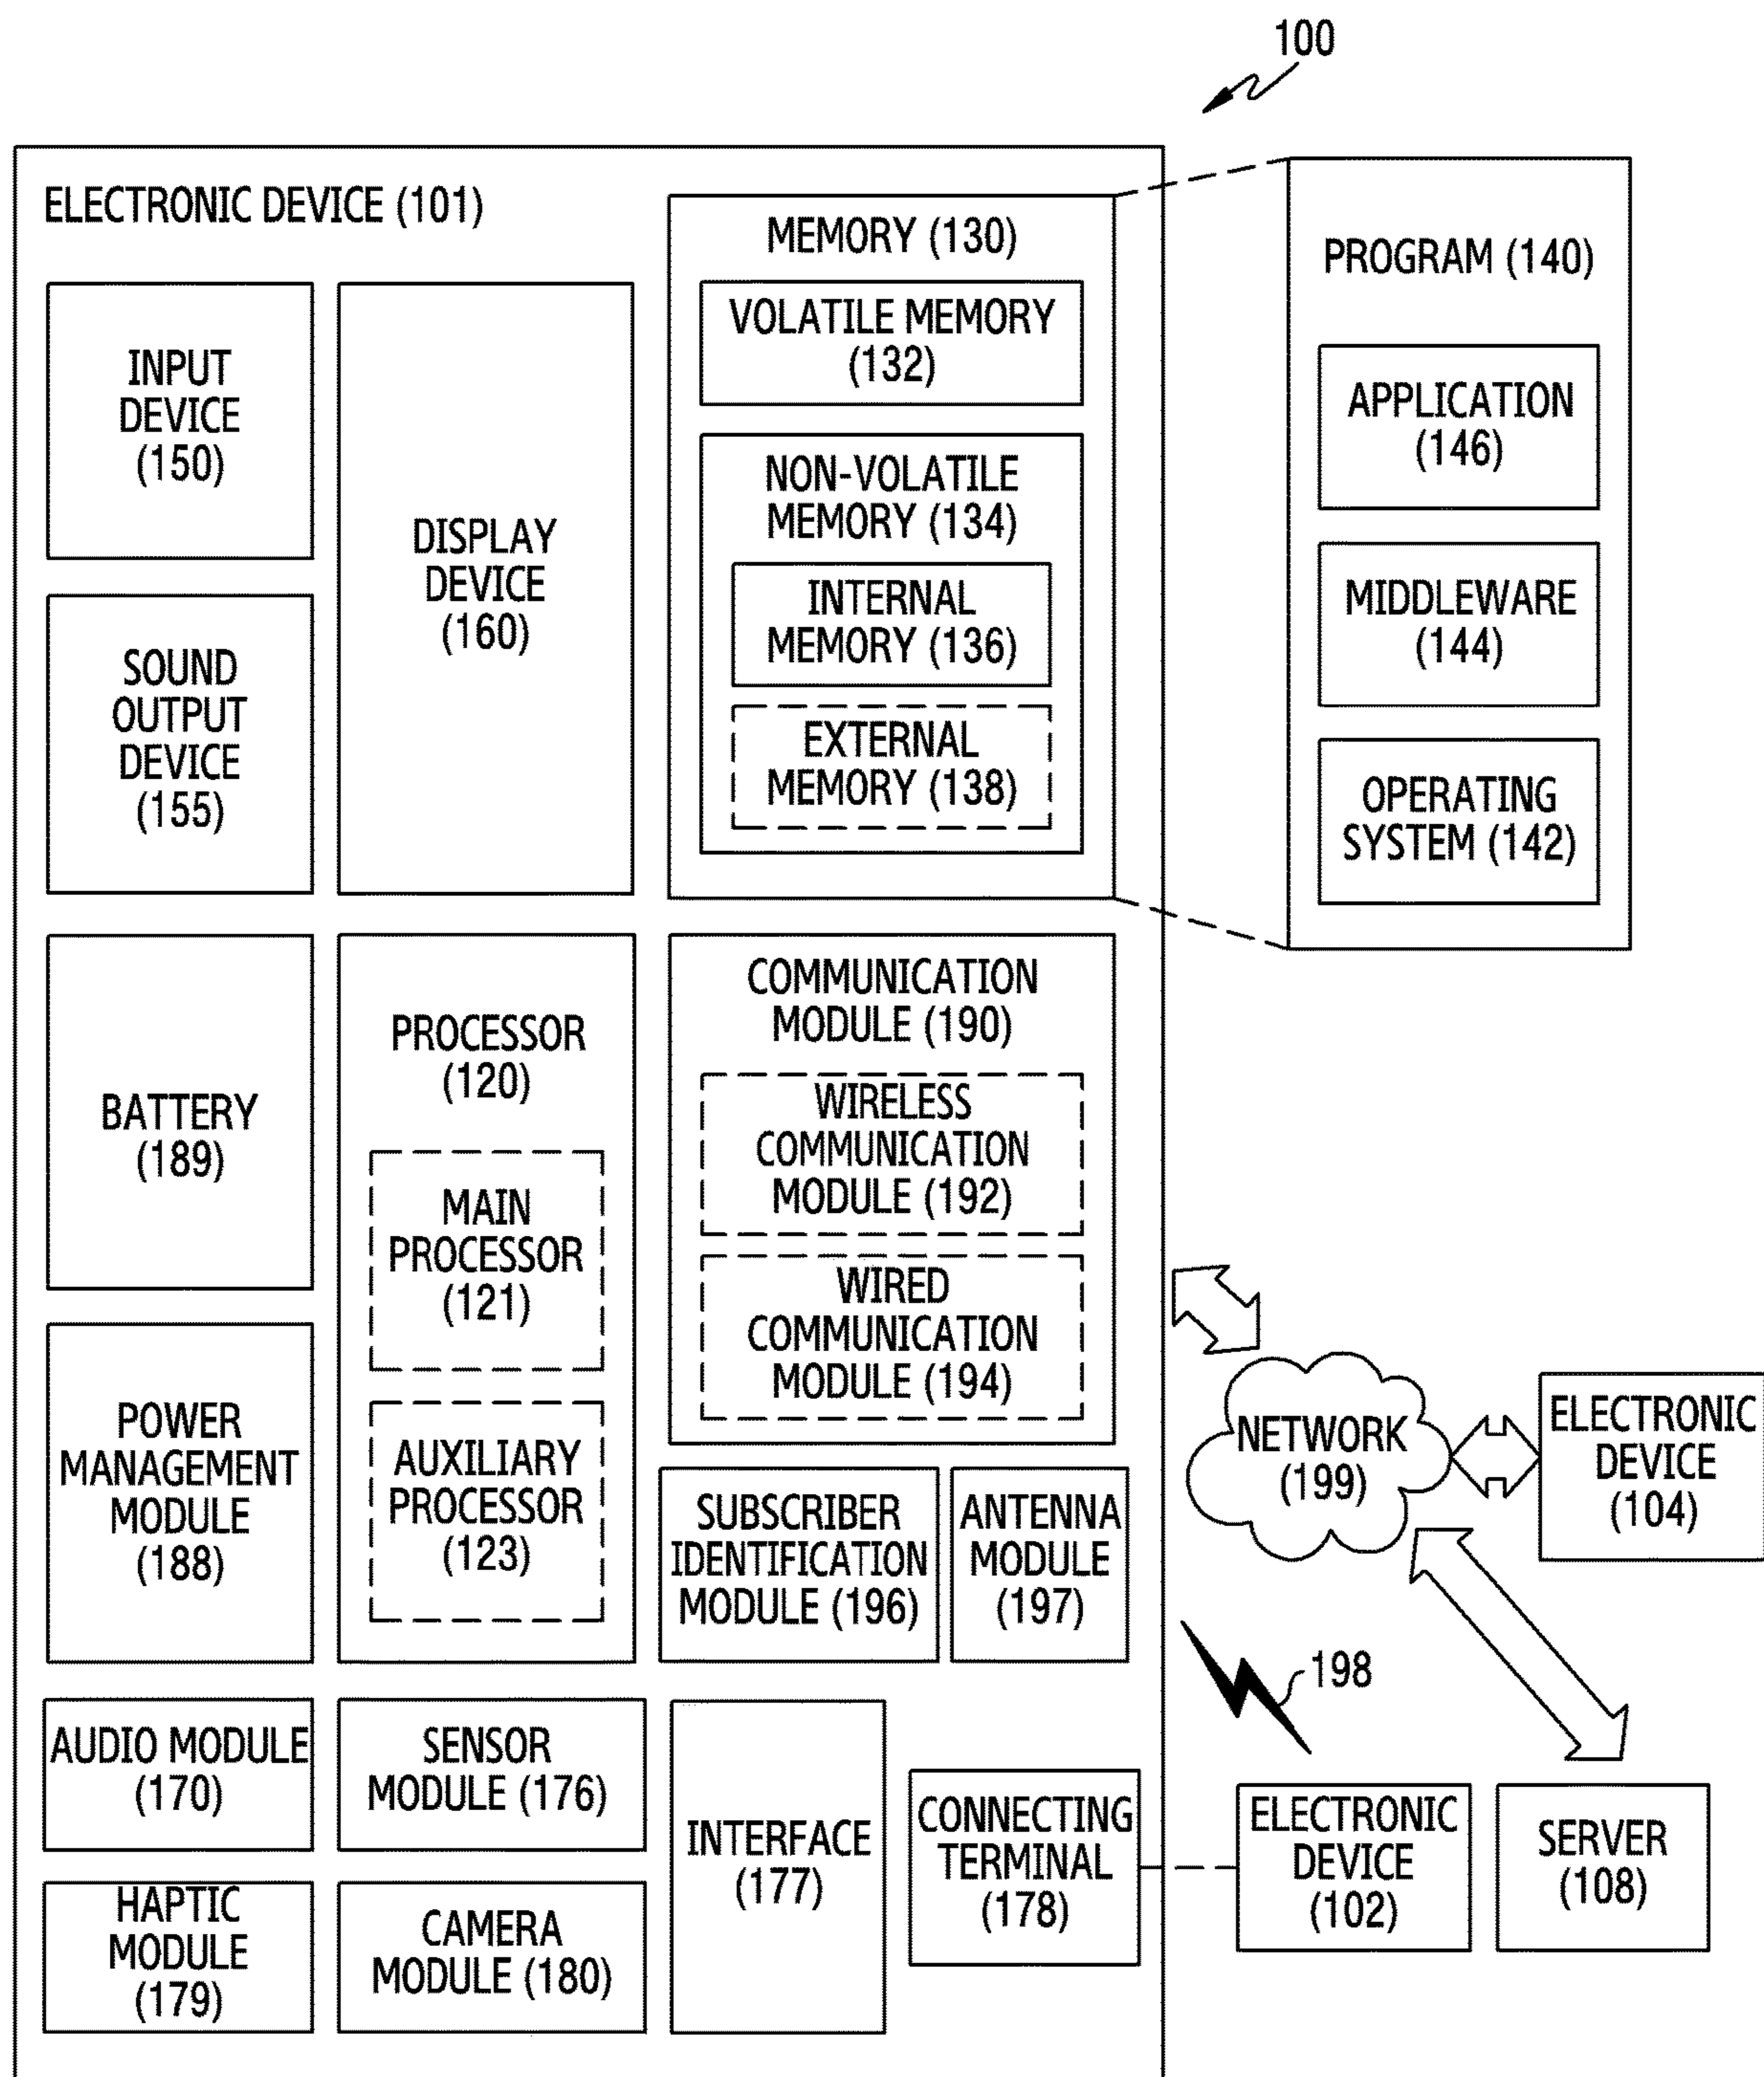 100
ELECTRONIC DEVICE (101)
INPUT
DEVICE
(150)
SOUND
OUTPUT
DEVICE
(155)
DISPLAY
DEVICE
(160)
MEMORY (130)
VOLATILE MEMORY
(132)
NON-VOLATILE
MEMORY (134)
INTERNAL
MEMORY (136)
EXTERNAL
MEMORY (138)
PROGRAM (140)
APPLICATION
(146)
MIDDLEWARE
(144)
OPERATING
SYSTEM (142)
BATTERY
(189)
POWER
MANAGEMENT
MODULE
(188)
PROCESSOR
(120)
MAIN
PROCESSOR
(121)
AUXILIARY
PROCESSOR
(123)
COMMUNICATION
MODULE (190)
WIRELESS
COMMUNICATION
MODULE (192)
WIRED
COMMUNICATION
MODULE (194)
SUBSCRIBER
IDENTIFICATION
MODULE (196)
ANTENNA
MODULE
(197)
NETWORK
(199)
ELECTRONIC
DEVICE
(104)
198
AUDIO MODULE
(170)
SENSOR
MODULE (176)
HAPTIC
MODULE
(179)
CAMERA
MODULE (180)
INTERFACE
(177)
CONNECTING
TERMINAL
(178)
ELECTRONIC
DEVICE
(102)
SERVER
(108)